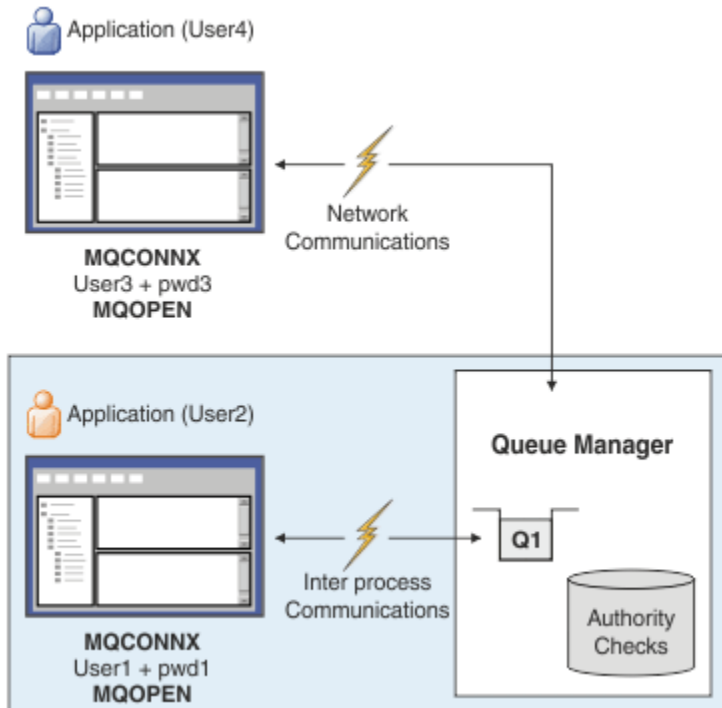 Application (User4)
Network
Communications
MQCONNX
User3 + pwd3
MQOPEN
Application (User2)
Queue Manager
Q1
Inter process
Communications
Authority
Checks
MQCONNX
User1 + pwd1
MQOPEN